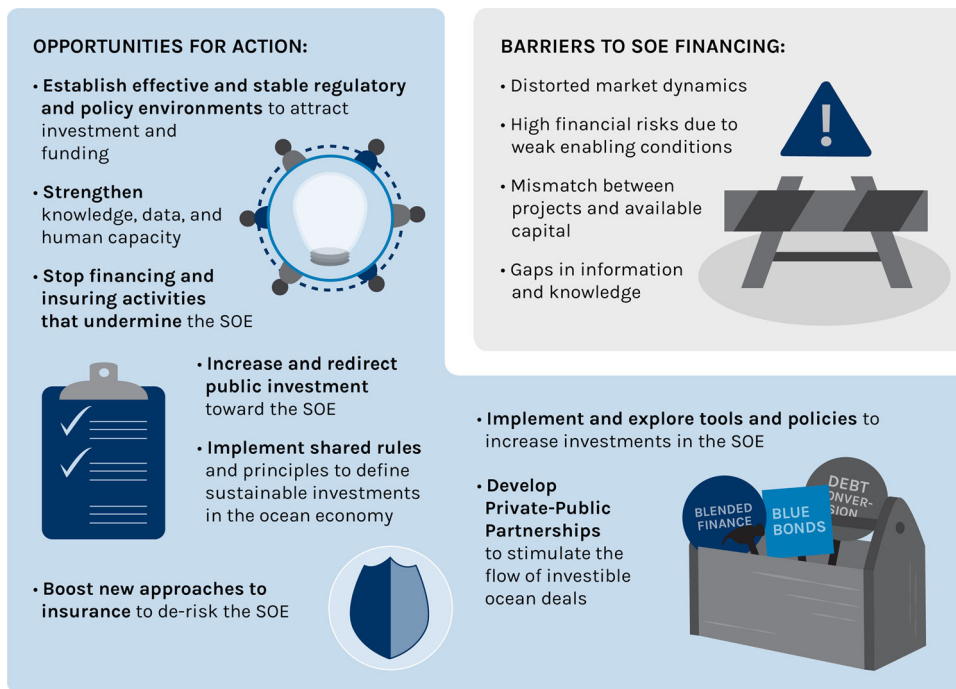 OPPORTUNITIES FOR ACTION:
• Establish effective and stable regulatory
and policy environments to attract
investment and
funding
• Strengthen
knowledge, data, and
human capacity
• Stop financing and
insuring activities
that undermine the SOE
• Increase and redirect
public investment
toward the SOE
• Implement shared rules
and principles to define
sustainable investments
in the ocean economy
• Boost new approaches to
insurance to de-risk the SOE
BARRIERS TO SOE FINANCING:
• Distorted market dynamics
• High financial risks due to
weak enabling conditions
• Mismatch between
projects and available
capital
• Gaps in information
and knowledge
!
• Implement and explore tools and policies to
increase investments in the SOE
• Develop
Private-Public
Partnerships
to stimulate the
flow of investible
ocean deals
BLENDED
FINANCE
BLUE
BONDS
DEBT
CONVER-
SION